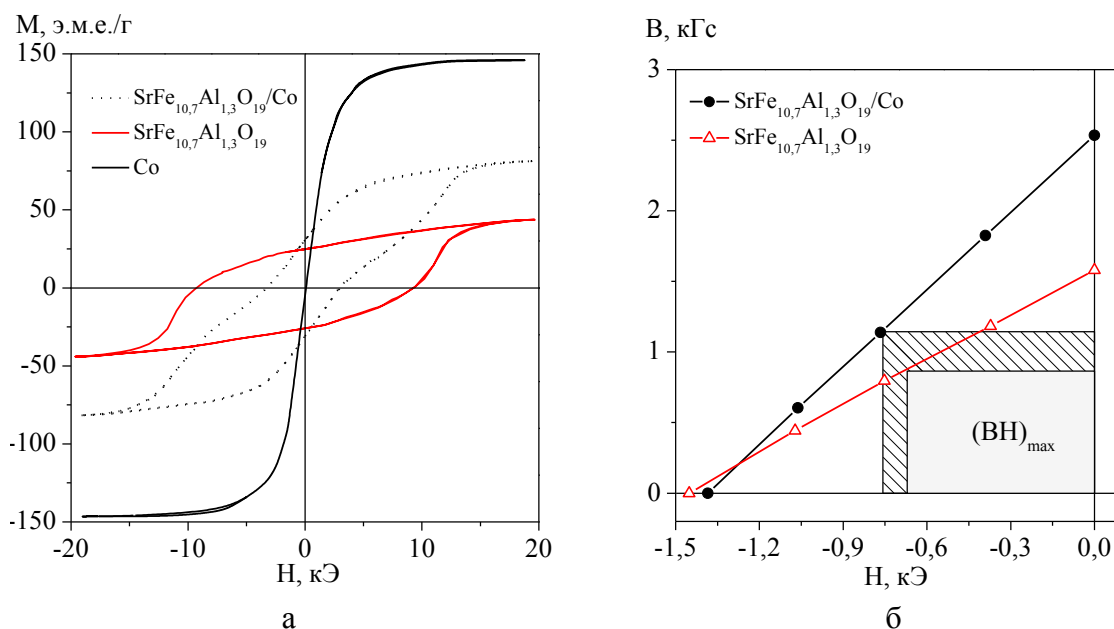 М, э.м.е./г
150
100
50
0
-50
-100
-150
SrFe10,7Al1,3O19/Co
SrFe10,7Al1,3O19
Co
-20 -10 0 10 20
Н, кЭ
а
В, кГс
3
2
1
0
SrFe10,7Al1,3O19/Co
SrFe10,7Al1,3O19
(BH)max
-1,5 -1,2 -0,9 -0,6 -0,3 0,0
Н, кЭ
б